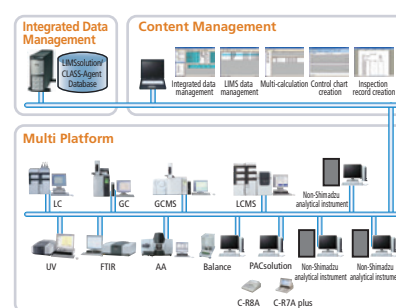 Integrated Data
Management
LIMSsolution/
CLASS-Agent
Database
Content Management
Integrated data
management
LIMS data
management
Multi-calculation
Control chart
creation
Inspection
record creation
Multi Platform
LC
GC
GCMS
LCMS
Non-Shimadzu
analytical instrument
UV
FTIR
AA
Balance
PACsolution
Non-Shimadzu
analytical instrument
Non-Shimadzu
analytical instrument
C-R8A
C-R7A plus